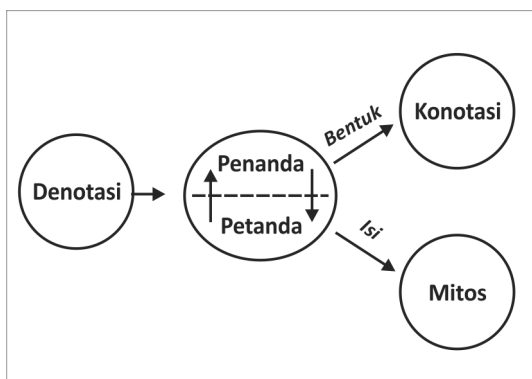 Denotasi
Penanda
Petanda
Bentuk
Konotasi
Isi
Mitos